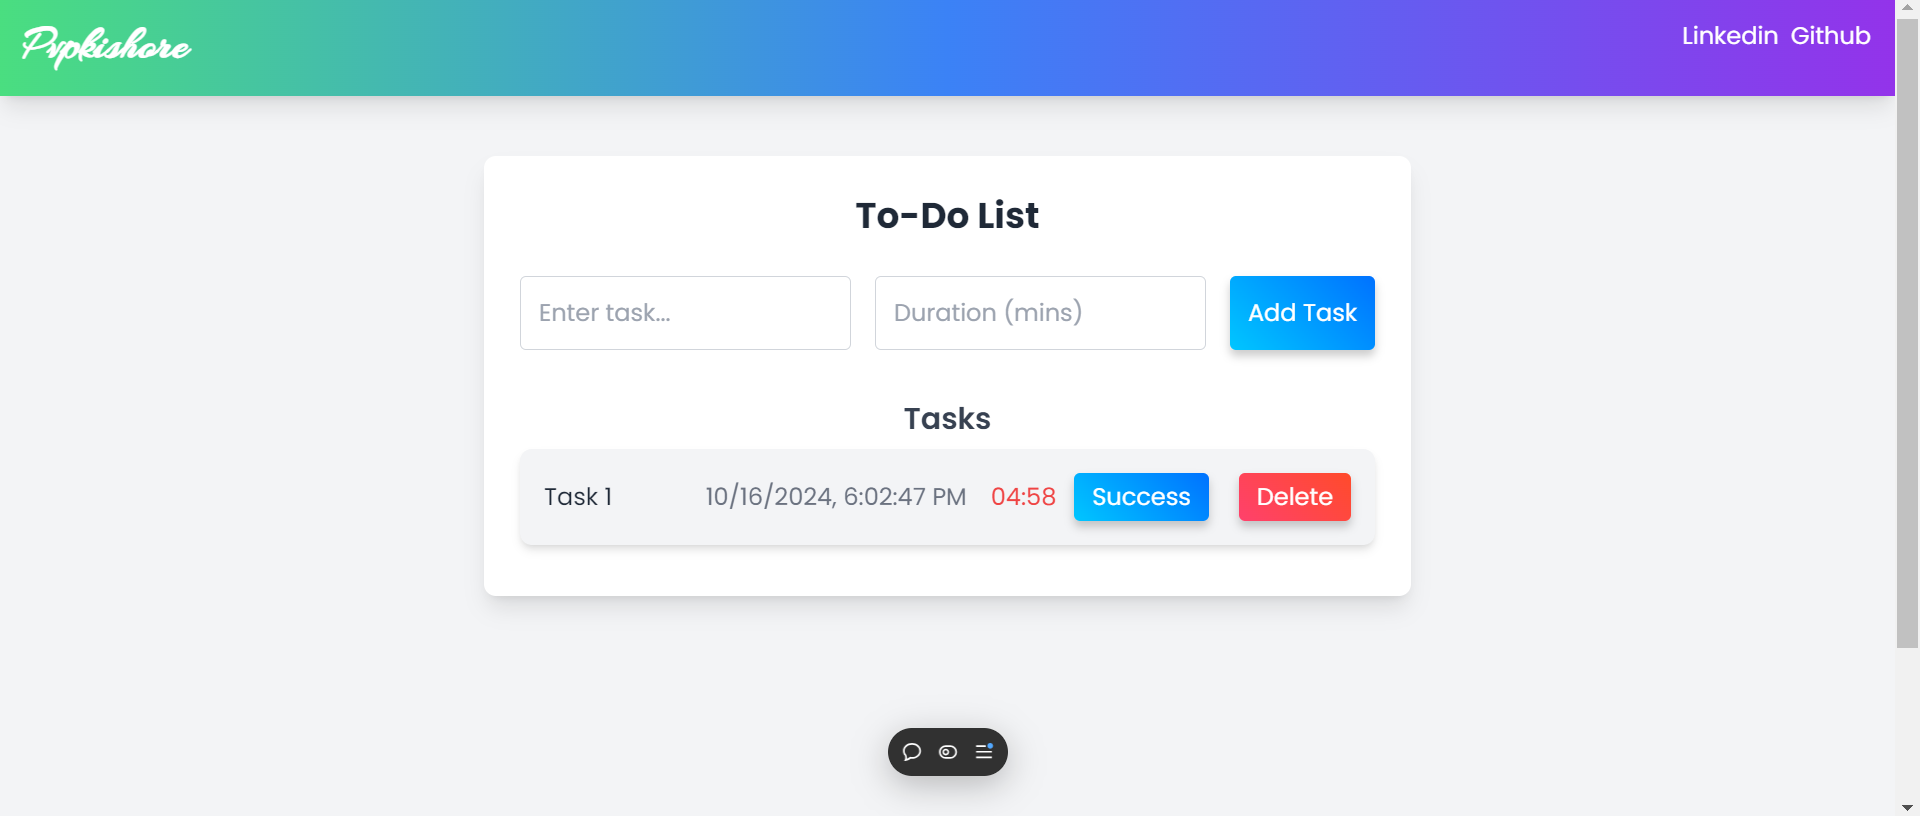 Pvpkishore
Linkedin Github
To-Do List
Enter task...
Duration (mins)
Add Task
Tasks
Task 1 10/16/2024, 6:02:47 PM 04:58 Success Delete